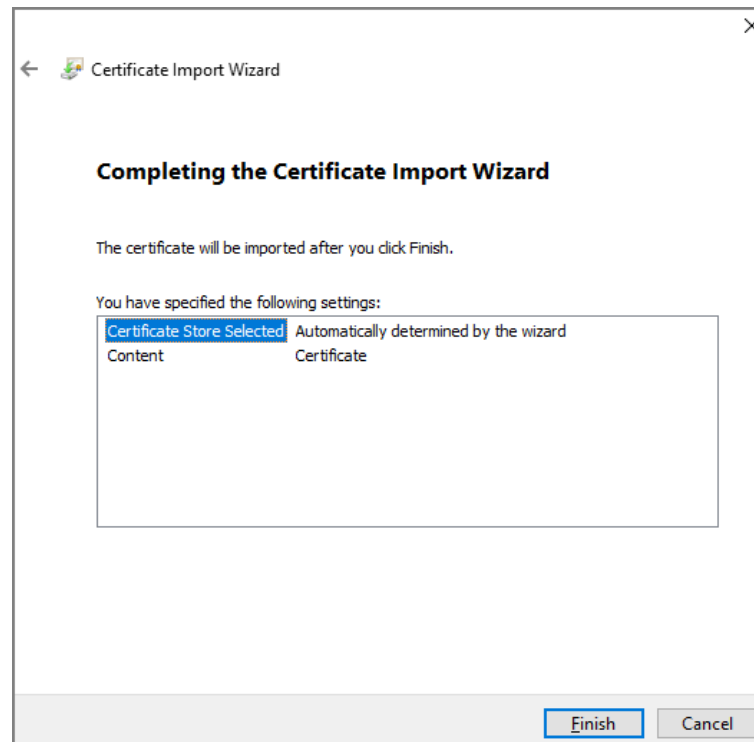 Certificate Import Wizard
Completing the Certificate Import Wizard
The certificate will be imported after you click Finish.
You have specified the following settings:
Certificate Store Selected Automatically determined by the wizard
Content Certificate
Finish Cancel